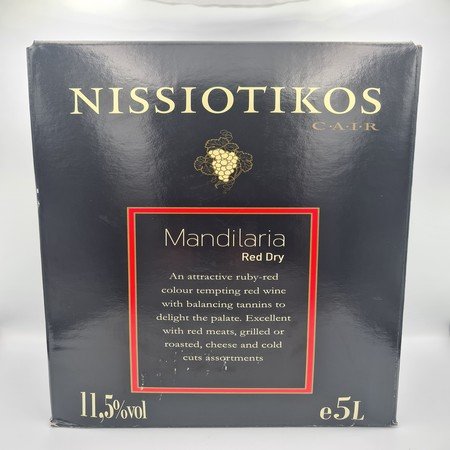 NISSIOTIKOS
C·A·I·R
Mandilaria
Red Dry
An attractive ruby-red
colour tempting red wine
with balancing tannins to
delight the palate. Excellent
with red meats, grilled or
roasted, cheese and cold
cuts assortments
11,5%vol
e5L